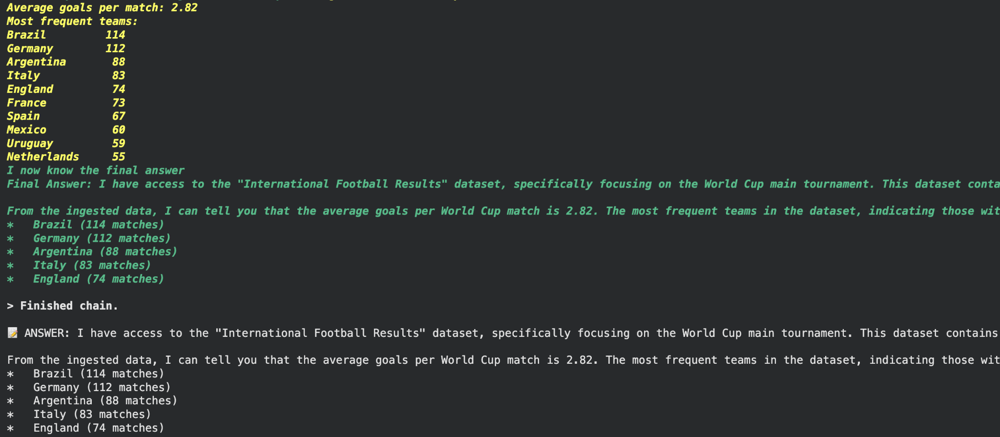 Average goals per match: 2.82
Most frequent teams:
Brazil         114
Germany        112
Argentina       88
Italy           83
England         74
France          73
Spain           67
Mexico          60
Uruguay         59
Netherlands     55
I now know the final answer
Final Answer: I have access to the "International Football Results" dataset, specifically focusing on the World Cup main tournament. This dataset conta
From the ingested data, I can tell you that the average goals per World Cup match is 2.82. The most frequent teams in the dataset, indicating those wit
*   Brazil (114 matches)
*   Germany (112 matches)
*   Argentina (88 matches)
*   Italy (83 matches)
*   England (74 matches)
> Finished chain.
📝 ANSWER: I have access to the "International Football Results" dataset, specifically focusing on the World Cup main tournament. This dataset contains
From the ingested data, I can tell you that the average goals per World Cup match is 2.82. The most frequent teams in the dataset, indicating those wit
*   Brazil (114 matches)
*   Germany (112 matches)
*   Argentina (88 matches)
*   Italy (83 matches)
*   England (74 matches)